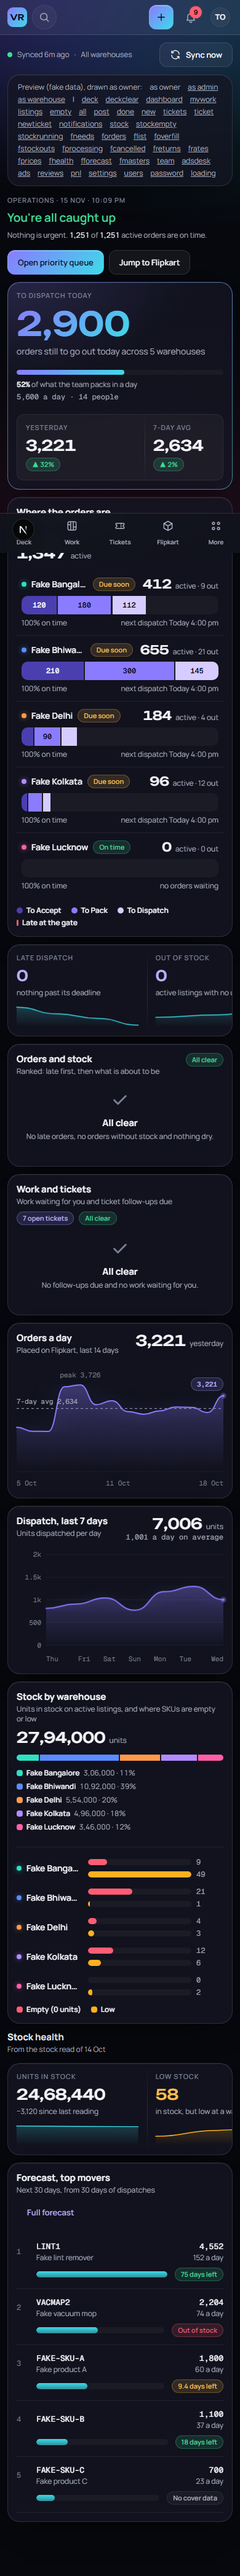 VR
9
TO
Synced 6m ago · All warehouses
Sync now
Preview (fake data), drawn as owner: as owner as admin
as warehouse | deck deckclear dashboard mywork
listings empty all post done new tickets ticket
newticket notifications stock stockempty
stockrunning fneeds forders flist foverfill
fstockouts fprocessing fcancelled freturns frates
fprices fhealth fforecast fmasters team adsdesk
ads reviews pnl settings users password loading
OPERATIONS · 15 NOV · 10:09 PM
You're all caught up
Nothing is urgent. 1,251 of 1,251 active orders are on time.
Open priority queue
Jump to Flipkart
TO DISPATCH TODAY
2,900
orders still to go out today across 5 warehouses
52% of what the team packs in a day
5,600 a day · 14 people
YESTERDAY
3,221
▲ 32%
7-DAY AVG
2,634
▲ 2%
Where the orders are
N
Deck
Work
Tickets
Flipkart
More
1,347 active
Fake Bangal... Due soon 412 active · 9 out
120 180 112
100% on time next dispatch Today 4:00 pm
Fake Bhiwa... Due soon 655 active · 21 out
210 300 145
100% on time next dispatch Today 4:00 pm
Fake Delhi Due soon 184 active · 4 out
90
100% on time next dispatch Today 4:00 pm
Fake Kolkata Due soon 96 active · 12 out
100% on time next dispatch Today 4:00 pm
Fake Lucknow On time 0 active · 0 out
100% on time no orders waiting
To Accept To Pack To Dispatch
Late at the gate
LATE DISPATCH
0
nothing past its deadline
OUT OF STOCK
0
active listings with no u
Orders and stock
All clear
Ranked: late first, then what is about to be
All clear
No late orders, no orders without stock and nothing dry.
Work and tickets
Work waiting for you and ticket follow-ups due
7 open tickets
All clear
All clear
No follow-ups due and no work waiting for you.
Orders a day
3,221 yesterday
Placed on Flipkart, last 14 days
peak 3,726
3,221
7-day avg 2,634
5 Oct 11 Oct 18 Oct
Dispatch, last 7 days
7,006 units
Units dispatched per day
1,001 a day on average
2k
1.5k
1k
500
0
Thu Fri Sat Sun Mon Tue Wed
Stock by warehouse
Units in stock on active listings, and where SKUs are empty
or low
27,94,000 units
Fake Bangalore 3,06,000 · 11%
Fake Bhiwandi 10,92,000 · 39%
Fake Delhi 5,54,000 · 20%
Fake Kolkata 4,96,000 · 18%
Fake Lucknow 3,46,000 · 12%
Fake Banga... 9
49
Fake Bhiwa... 21
1
Fake Delhi 4
3
Fake Kolkata 12
6
Fake Luckn... 0
2
Empty (0 units) Low
Stock health
From the stock read of 14 Oct
UNITS IN STOCK
24,68,440
−3,120 since last reading
LOW STOCK
58
in stock, but low at a w
Forecast, top movers
Next 30 days, from 30 days of dispatches
Full forecast
1 LINT1 4,552
Fake lint remover 152 a day
75 days left
2 VACMAP2 2,204
Fake vacuum mop 74 a day
Out of stock
3 FAKE-SKU-A 1,800
Fake product A 60 a day
9.4 days left
4 FAKE-SKU-B 1,100
37 a day
18 days left
5 FAKE-SKU-C 700
Fake product C 23 a day
No cover data